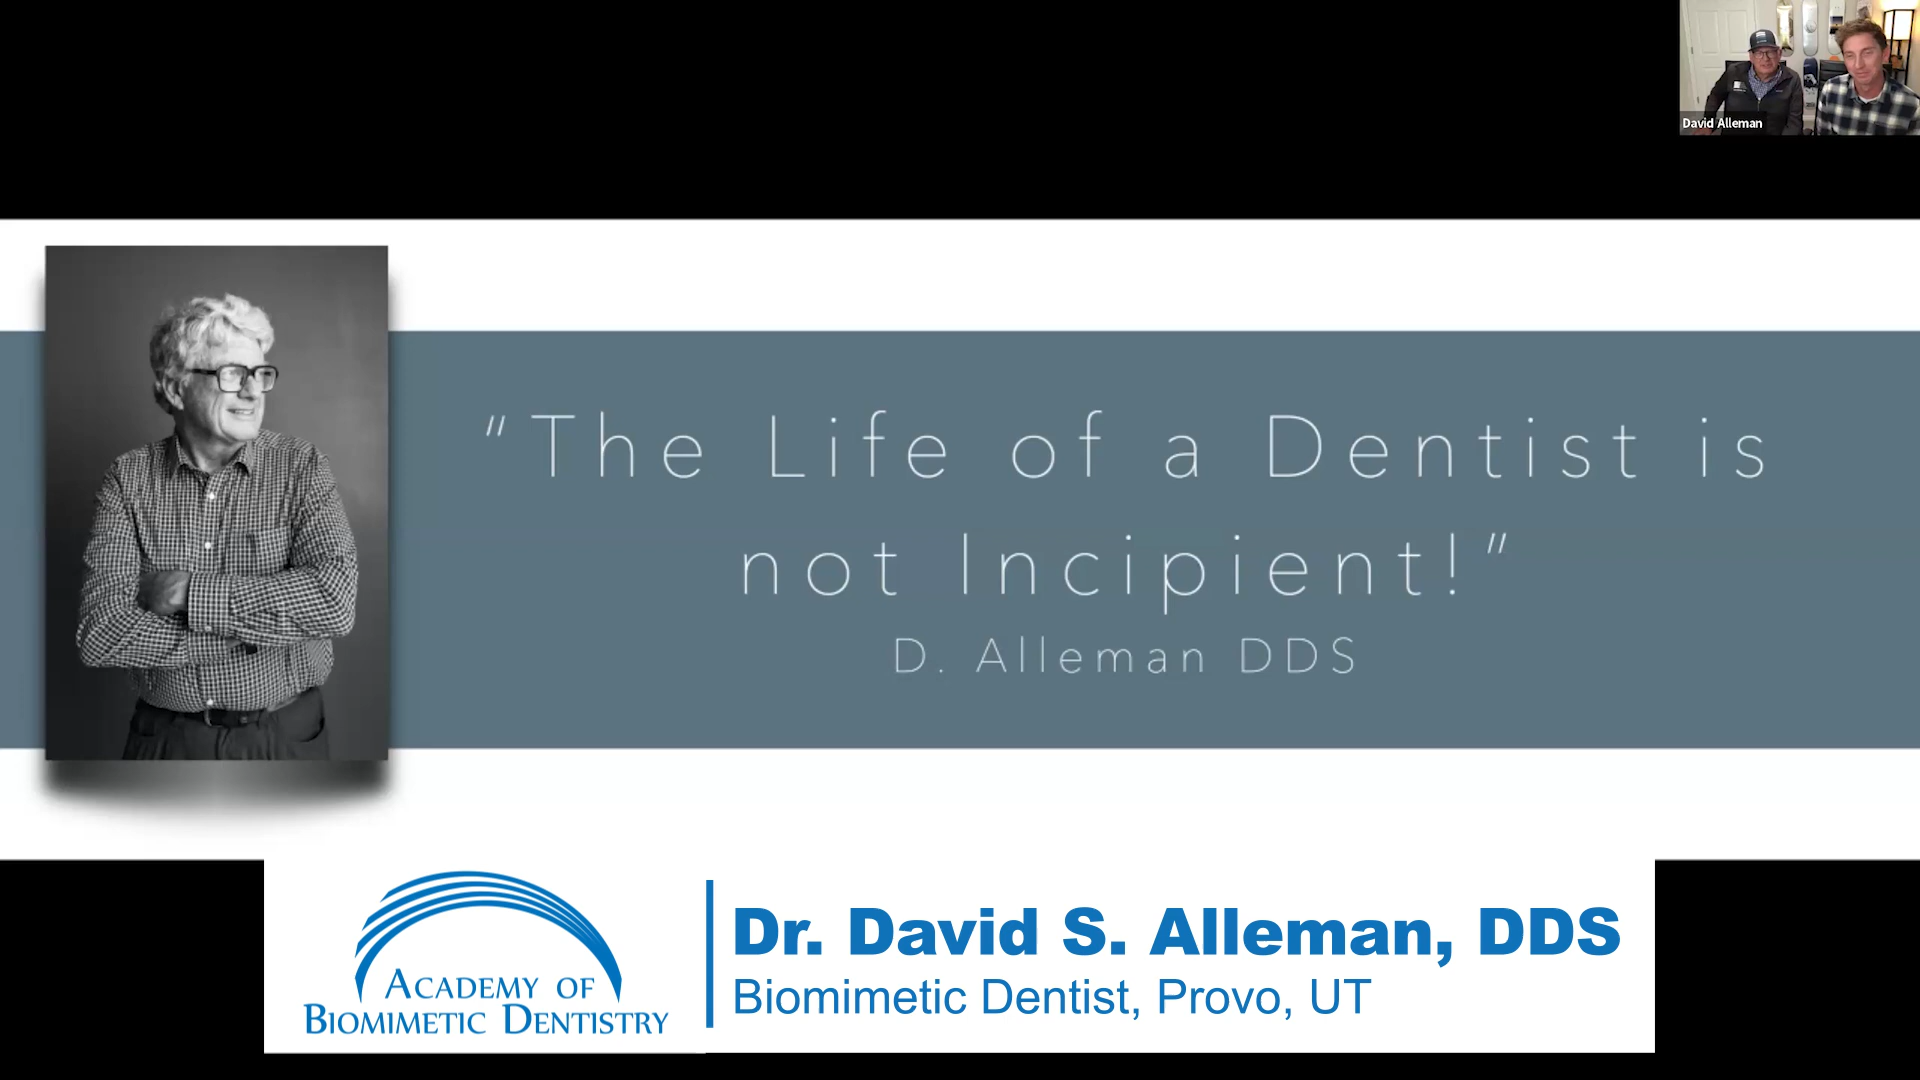 David Alleman
"The Life of a Dentist is
not Incipient!"
D. Alleman DDS
ACADEMY OF
BIOMIMETIC DENTISTRY
Dr. David S. Alleman, DDS
Biomimetic Dentist, Provo, UT